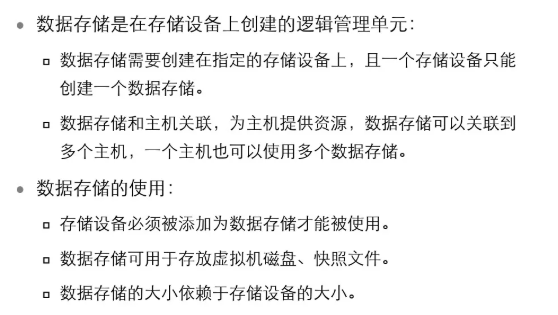 ● 数据存储是在存储设备上创建的逻辑管理单元：
▫ 数据存储需要创建在指定的存储设备上，且一个存储设备只能
创建一个数据存储。
▫ 数据存储和主机关联，为主机提供资源，数据存储可以关联到
多个主机，一个主机也可以使用多个数据存储。
● 数据存储的使用：
▫ 存储设备必须被添加为数据存储才能被使用。
▫ 数据存储可用于存放虚拟机磁盘、快照文件。
▫ 数据存储的大小依赖于存储设备的大小。